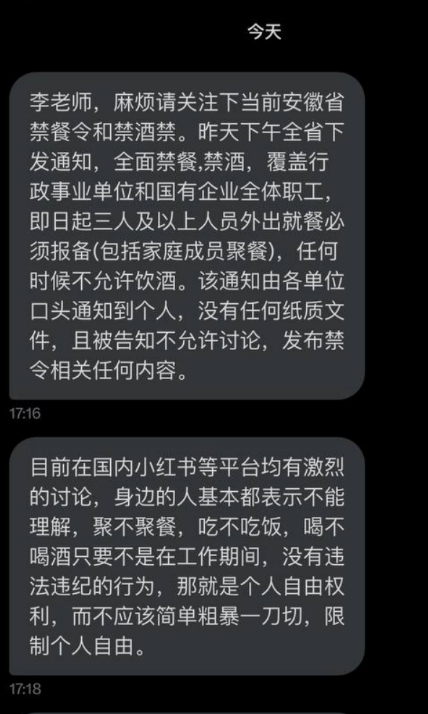 今天
李老师，麻烦请关注下当前安徽省
禁餐令和禁酒禁。昨天下午全省下
发通知，全面禁餐,禁酒，覆盖行
政事业单位和国有企业全体职工，
即日起三人及以上人员外出就餐必
须报备(包括家庭成员聚餐)，任何
时候不允许饮酒。该通知由各单位
口头通知到个人，没有任何纸质文
件，且被告知不允许讨论，发布禁
令相关任何内容。
17:16
目前在国内小红书等平台均有激烈
的讨论，身边的人基本都表示不能
理解，聚不聚餐，吃不吃饭，喝不
喝酒只要不是在工作期间，没有违
法违纪的行为，那就是个人自由权
利，而不应该简单粗暴一刀切，限
制个人自由。
17:18